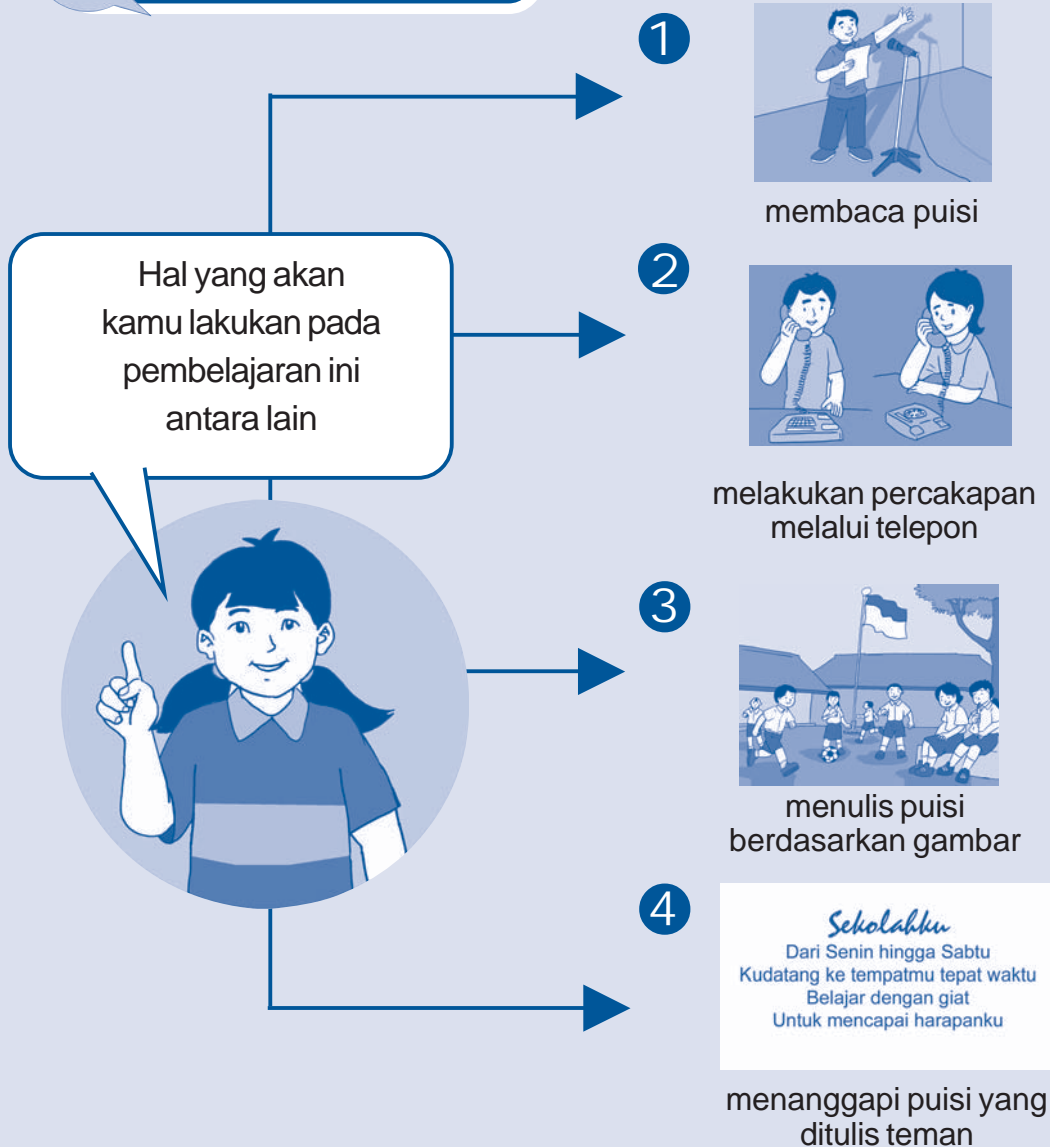 Hal yang akan
kamu lakukan pada
pembelajaran ini
antara lain
1
membaca puisi
2
melakukan percakapan
melalui telepon
3
menulis puisi
berdasarkan gambar
4
Sekolahku
Dari Senin hingga Sabtu
Kudatang ke tempatmu tepat waktu
Belajar dengan giat
Untuk mencapai harapanku
menanggapi puisi yang
ditulis teman